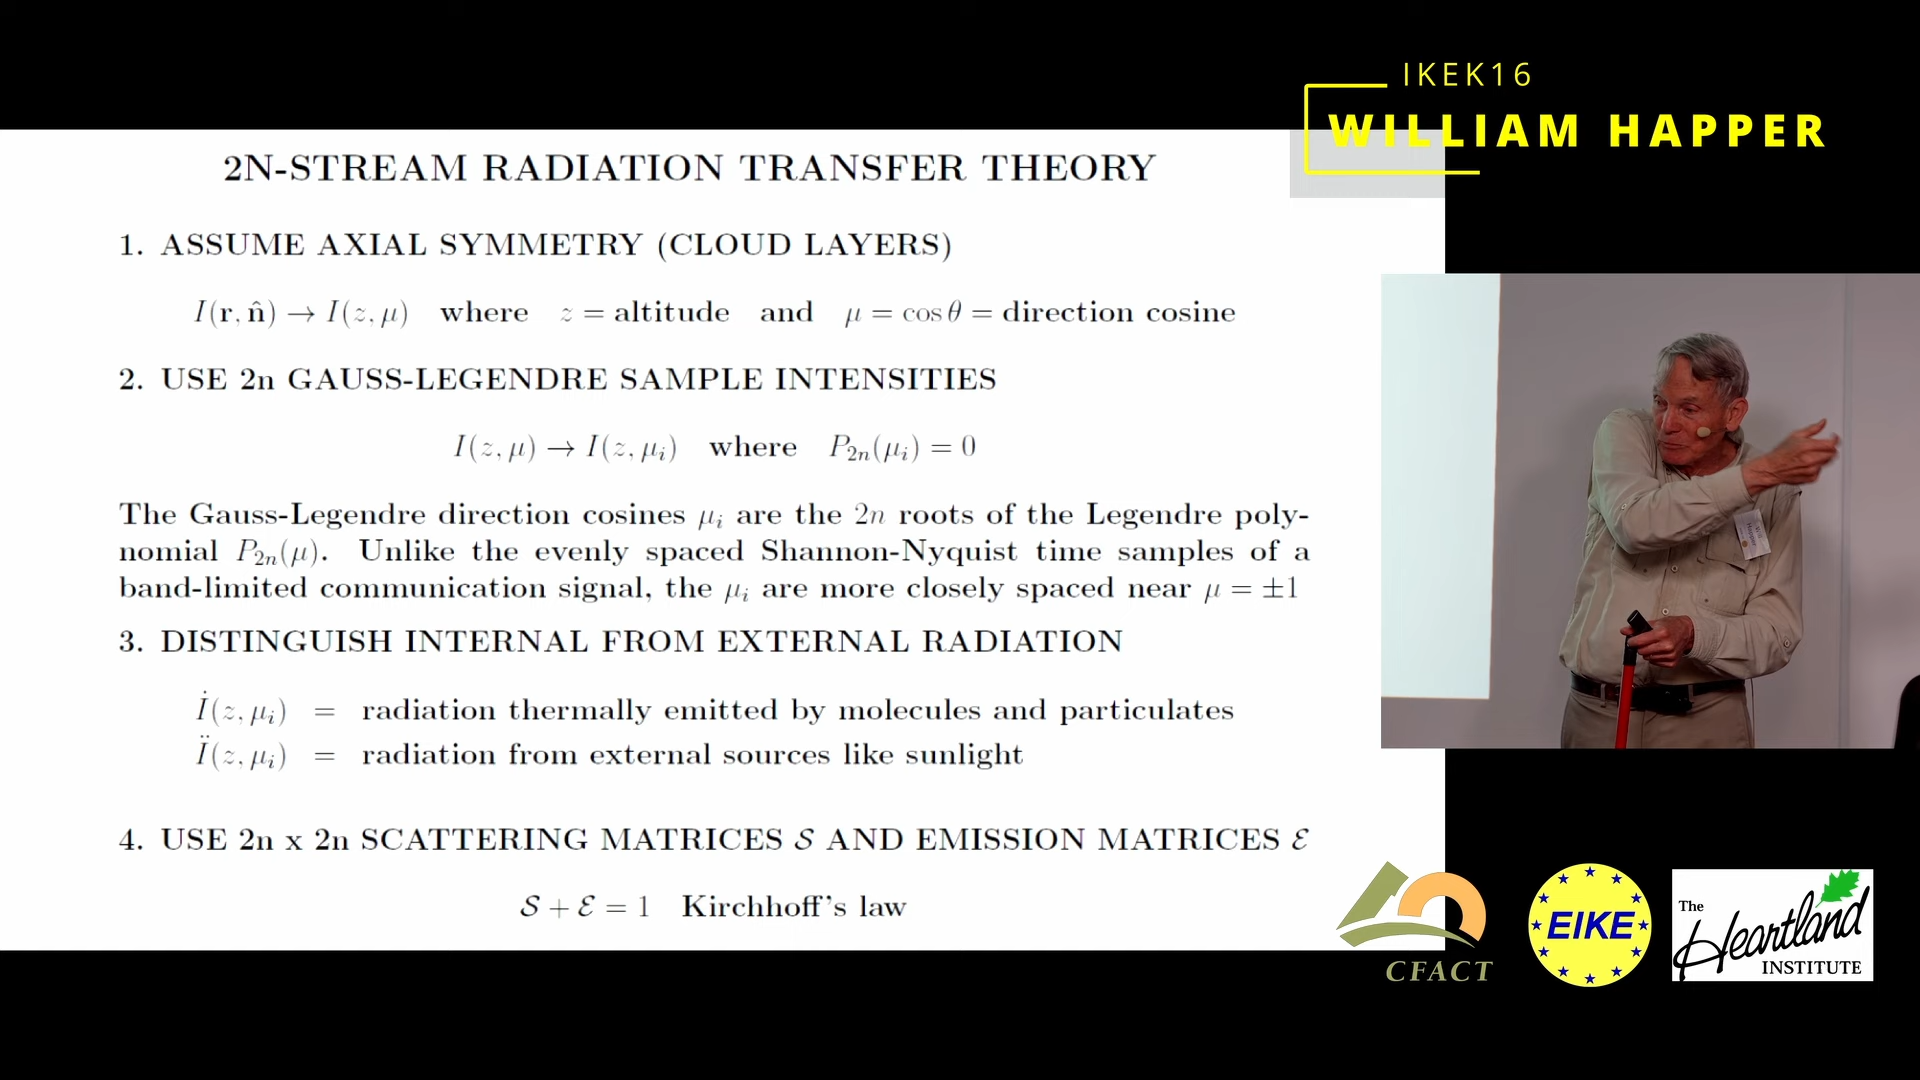 IKEK16
WILLIAM HAPPER
2N-STREAM RADIATION TRANSFER THEORY
1. ASSUME AXIAL SYMMETRY (CLOUD LAYERS)
I(r, n̂) → I(z, μ) where z = altitude and μ = cos θ = direction cosine
2. USE 2n GAUSS-LEGENDRE SAMPLE INTENSITIES
I(z, μᵢ) → I(z, μᵢ) where P₂ₙ(μᵢ) = 0
The Gauss-Legendre direction cosines μᵢ are the 2n roots of the Legendre poly-
nomial P₂ₙ(μ). Unlike the evenly spaced Shannon-Nyquist time samples of a
band-limited communication signal, the μᵢ are more closely spaced near μ = ±1
3. DISTINGUISH INTERNAL FROM EXTERNAL RADIATION
İ(z, μᵢ) = radiation thermally emitted by molecules and particulates
Ï(z, μᵢ) = radiation from external sources like sunlight
4. USE 2n x 2n SCATTERING MATRICES 𝒮 AND EMISSION MATRICES ℰ
𝒮 + ℰ = 1 Kirchhoff's law
CFACT
EIKE
The
Heartland
INSTITUTE